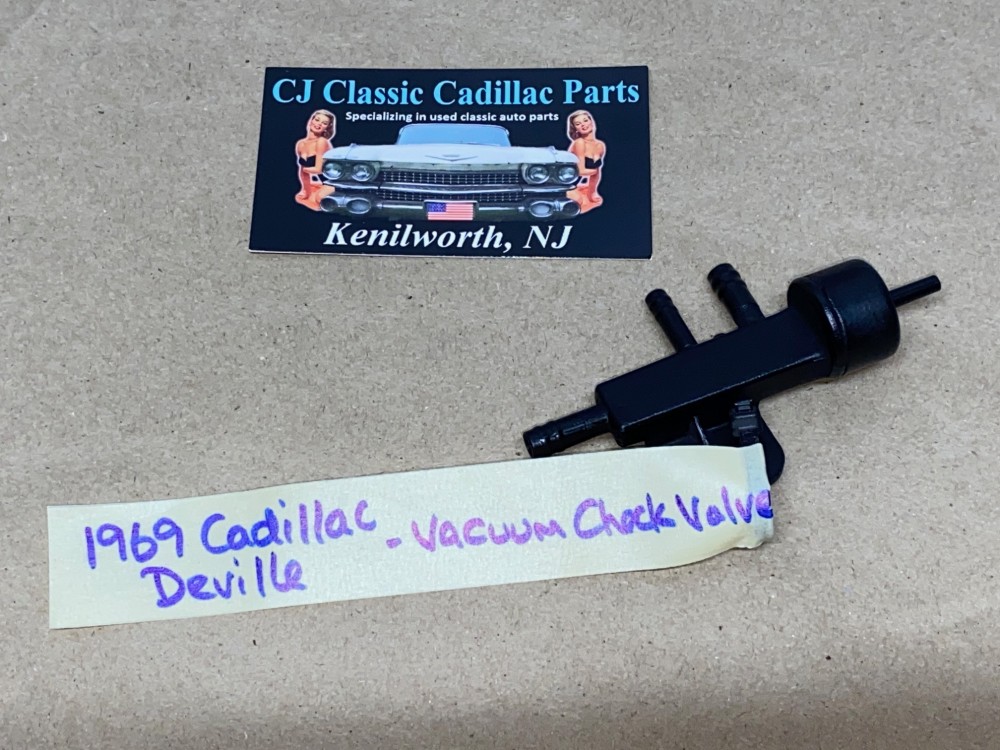 CJ Classic Cadillac Parts
Specializing in used classic auto parts
Kenilworth, NJ
1969 Cadillac - Vacuum Check Valve
Deville